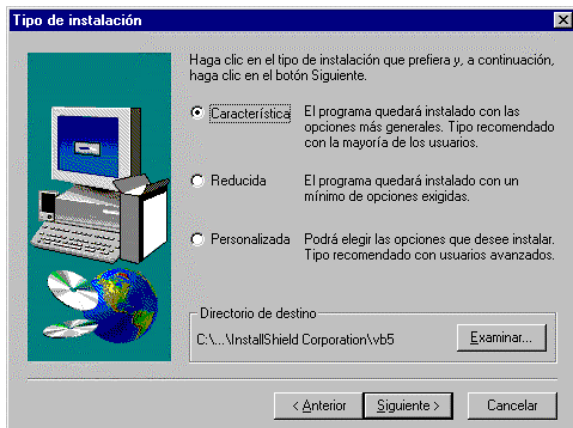 Tipo de instalación
Haga clic en el tipo de instalación que prefiera y, a continuación,
haga clic en el botón Siguiente.
Característica
El programa quedará instalado con las
opciones más generales. Tipo recomendado
con la mayoría de los usuarios.
Reducida
El programa quedará instalado con un
mínimo de opciones exigidas.
Personalizada
Podrá elegir las opciones que desee instalar.
Tipo recomendado con usuarios avanzados.
Directorio de destino
C:\...\InstallShield Corporation\vb5
Examinar...
< Anterior
Siguiente >
Cancelar